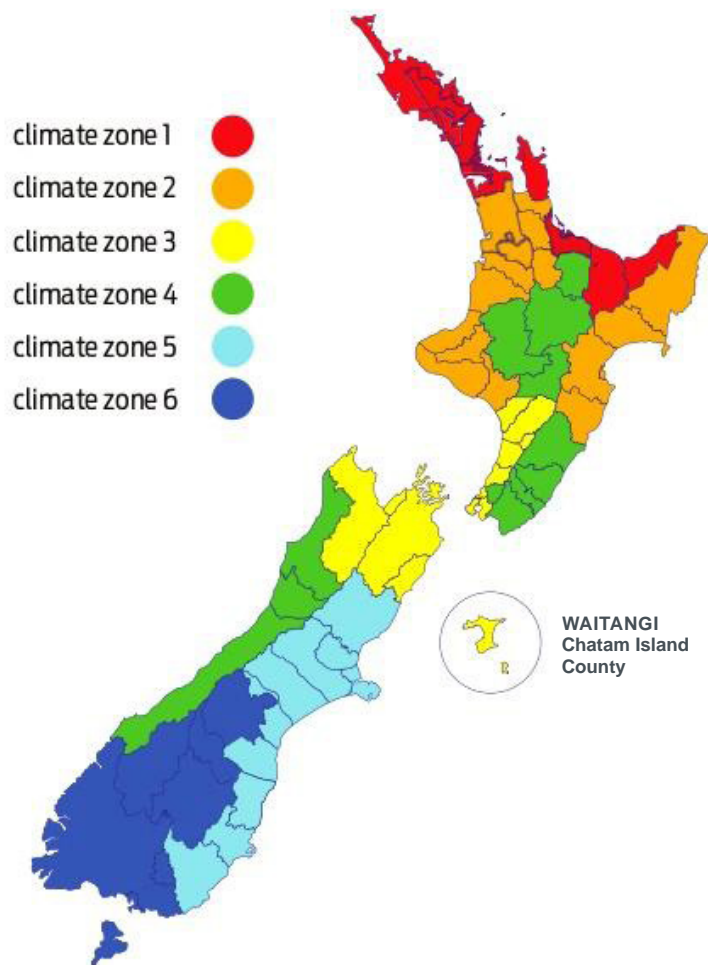 climate zone 1
climate zone 2
climate zone 3
climate zone 4
climate zone 5
climate zone 6
WAITANGI
Chatam Island
County